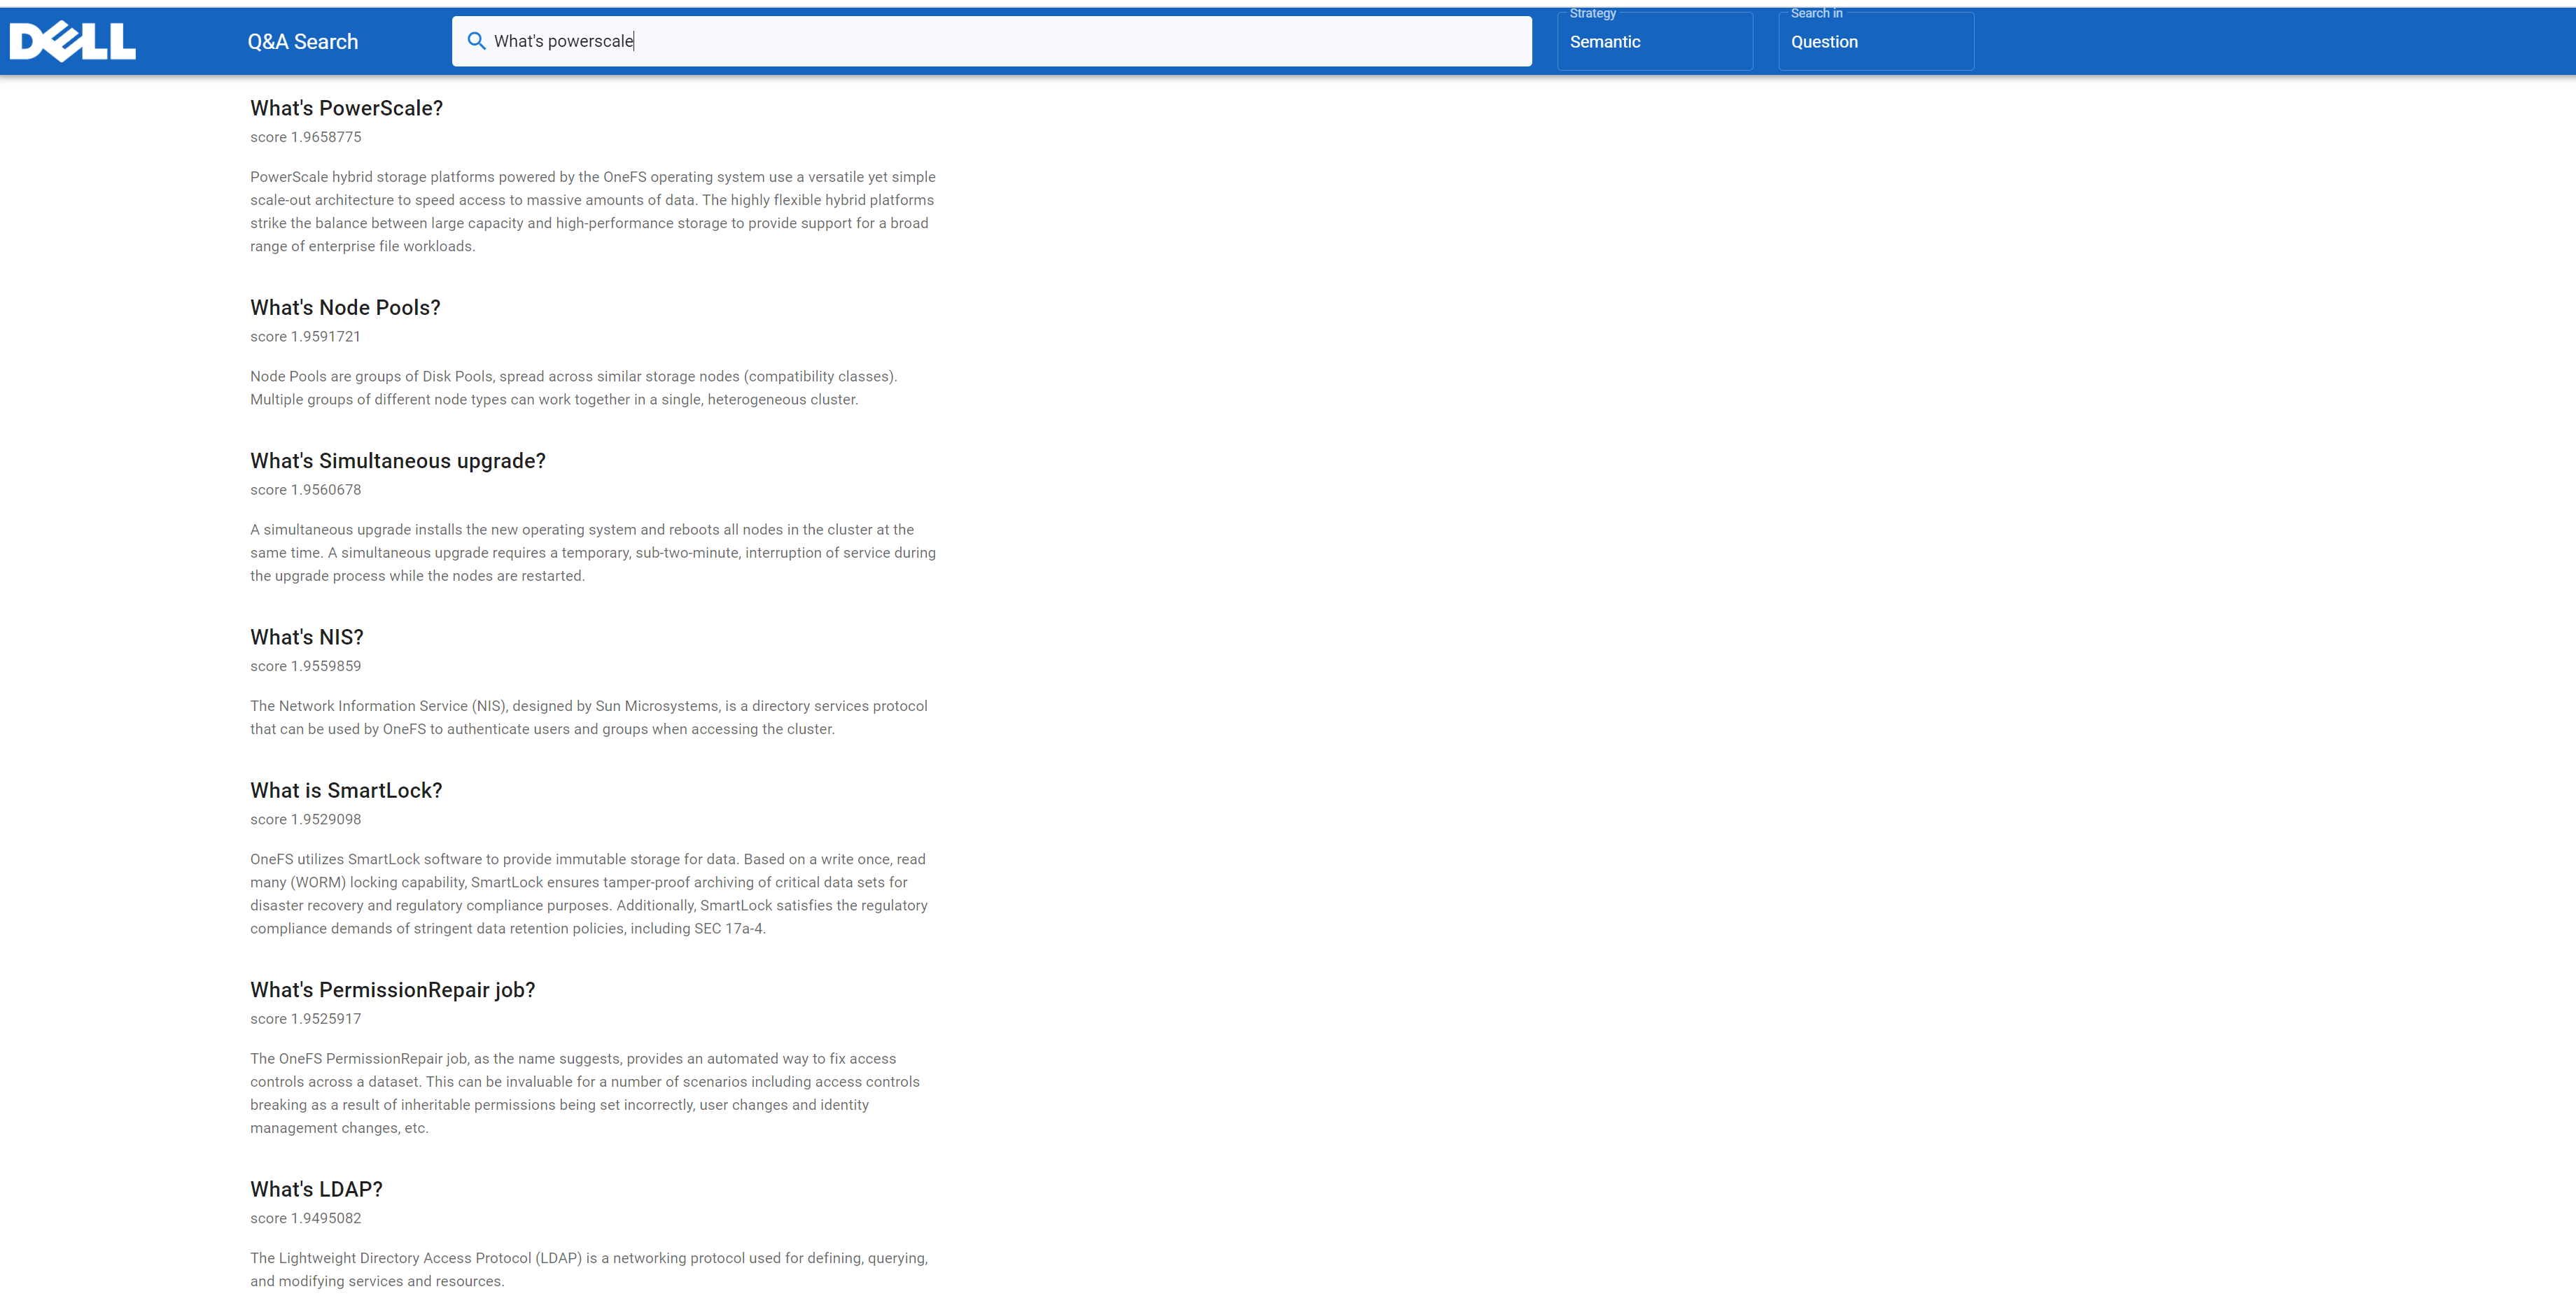 DELL
Q&A Search
What's powerscale
Strategy
Semantic
Search in
Question
What's PowerScale?
score 1.9658775
PowerScale hybrid storage platforms powered by the OneFS operating system use a versatile yet simple
scale-out architecture to speed access to massive amounts of data. The highly flexible hybrid platforms
strike the balance between large capacity and high-performance storage to provide support for a broad
range of enterprise file workloads.
What's Node Pools?
score 1.9591721
Node Pools are groups of Disk Pools, spread across similar storage nodes (compatibility classes).
Multiple groups of different node types can work together in a single, heterogeneous cluster.
What's Simultaneous upgrade?
score 1.9560678
A simultaneous upgrade installs the new operating system and reboots all nodes in the cluster at the
same time. A simultaneous upgrade requires a temporary, sub-two-minute, interruption of service during
the upgrade process while the nodes are restarted.
What's NIS?
score 1.9559859
The Network Information Service (NIS), designed by Sun Microsystems, is a directory services protocol
that can be used by OneFS to authenticate users and groups when accessing the cluster.
What is SmartLock?
score 1.9529098
OneFS utilizes SmartLock software to provide immutable storage for data. Based on a write once, read
many (WORM) locking capability, SmartLock ensures tamper-proof archiving of critical data sets for
disaster recovery and regulatory compliance purposes. Additionally, SmartLock satisfies the regulatory
compliance demands of stringent data retention policies, including SEC 17a-4.
What's PermissionRepair job?
score 1.9525917
The OneFS PermissionRepair job, as the name suggests, provides an automated way to fix access
controls across a dataset. This can be invaluable for a number of scenarios including access controls
breaking as a result of inheritable permissions being set incorrectly, user changes and identity
management changes, etc.
What's LDAP?
score 1.9495082
The Lightweight Directory Access Protocol (LDAP) is a networking protocol used for defining, querying,
and modifying services and resources.